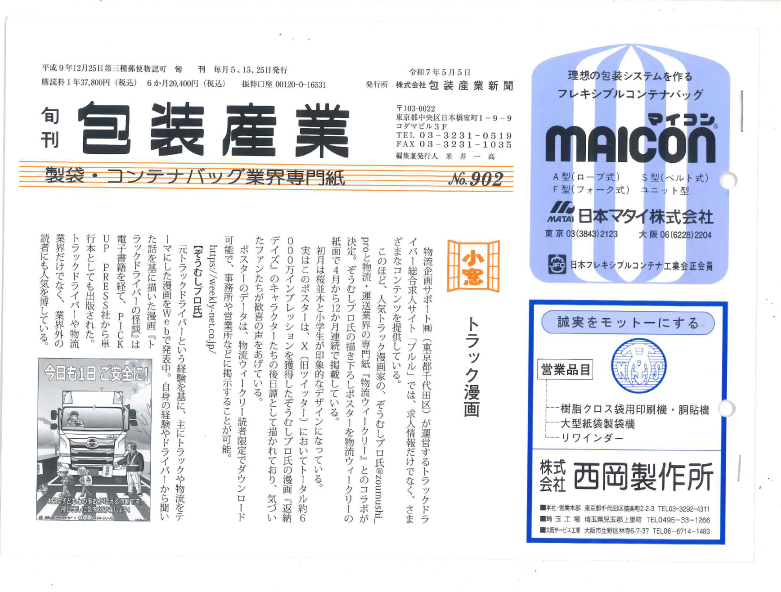 平成9年12月25日第三種郵便物認可 旬 刊 毎月5、15、25日発行
購読料1年37,800円（税込） 6か月20,400円（税込） 振替口座 00120-0-16531
令和7年5月5日
発行所 株式会社 包装産業新聞
〒103-0022
東京都中央区日本橋室町1－9－9
コダマビル3F
TEL 03－3231－0519
FAX 03－3231－1035
編集兼発行人 米井一高
旬刊 包装産業
製袋・コンテナバッグ業界専門紙
No.902
小窓
トラック漫画
物流企画サポート㈱（東京都千代田区）が運営するトラックドラ
イバー総合求人サイト「ブルル」では、求人情報だけでなく、さま
ざまなコンテンツを提供している。
このほど、人気トラック漫画家の、ぞうむしプロ氏@zoumushi_
proと物流・運送業界の専門紙『物流ウィークリー』とのコラボが
決定。ぞうむしプロ氏の描き下ろしポスターを物流ウィークリーの
紙面で4月から12か月連続で掲載している。
初月は桜並木と小学生が印象的なデザインになっている。
実はこのポスターは、X（旧ツイッター）においてトータル約6
000万インプレッションを獲得したぞうむしプロ氏の漫画『返納
デイズ』のキャラクターたちの後日譚として描かれており、気づい
たファンたちが歓喜の声をあげている。
ポスターのデータは、物流ウィークリー読者限定でダウンロード
可能で、事務所や営業所などに掲示することが可能。
https://weekly-net.co.jp/
【ぞうむしプロ氏】
元トラックドライバーという経験を基に、主にトラックや物流をテ
ーマにした漫画をWebで発表中。自身の経験やドライバーから聞い
た話を基に描いた漫画『ト
ラックドライバーの怪談』は
電子書籍を経て、PICK
UP PRESS社から単
行本としても出版された。
トラックドライバーや物流
業界だけでなく、業界外の
読者にも人気を博している。
今日も1日 ご安全に!
理想の包装システムを作る
フレキシブルコンテナバッグ
マイコン
MAICON®
A型(ロープ式) S型(ベルト式)
F型(フォーク式) ユニット型
MATAI 日本マタイ株式会社
東京 03(3843)2123 大阪 06(6228)2204
日本フレキシブルコンテナ工業会正会員
誠実をモットーにする
営業品目
樹脂クロス袋用印刷機・胴貼機
大型紙袋製袋機
リワインダー
株式会社 西岡製作所
■本社・営業本部 東京都千代田区猿楽町2-2-3 TEL03-3292-4311
■埼玉工場 埼玉県児玉郡上里町 TEL0495-33-1266
■大阪サービス工場 大阪市庄野区林寺6-7-37 TEL06-6714-1483